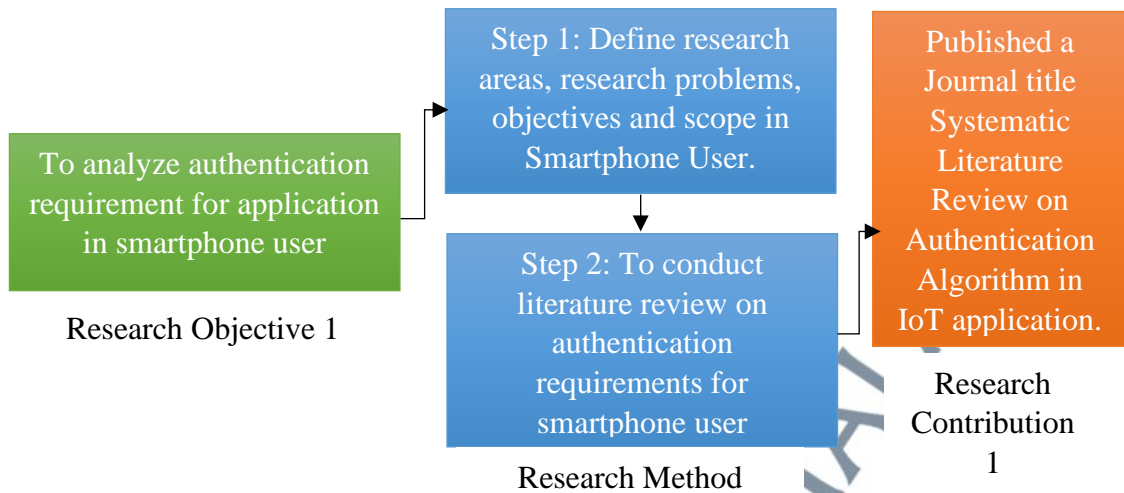 To analyze authentication
requirement for application
in smartphone user
Research Objective 1
Step 1: Define research
areas, research problems,
objectives and scope in
Smartphone User.
Step 2: To conduct
literature review on
authentication
requirements for
smartphone user
Research Method
Published a
Journal title
Systematic
Literature
Review on
Authentication
Algorithm in
IoT application.
Research
Contribution
1